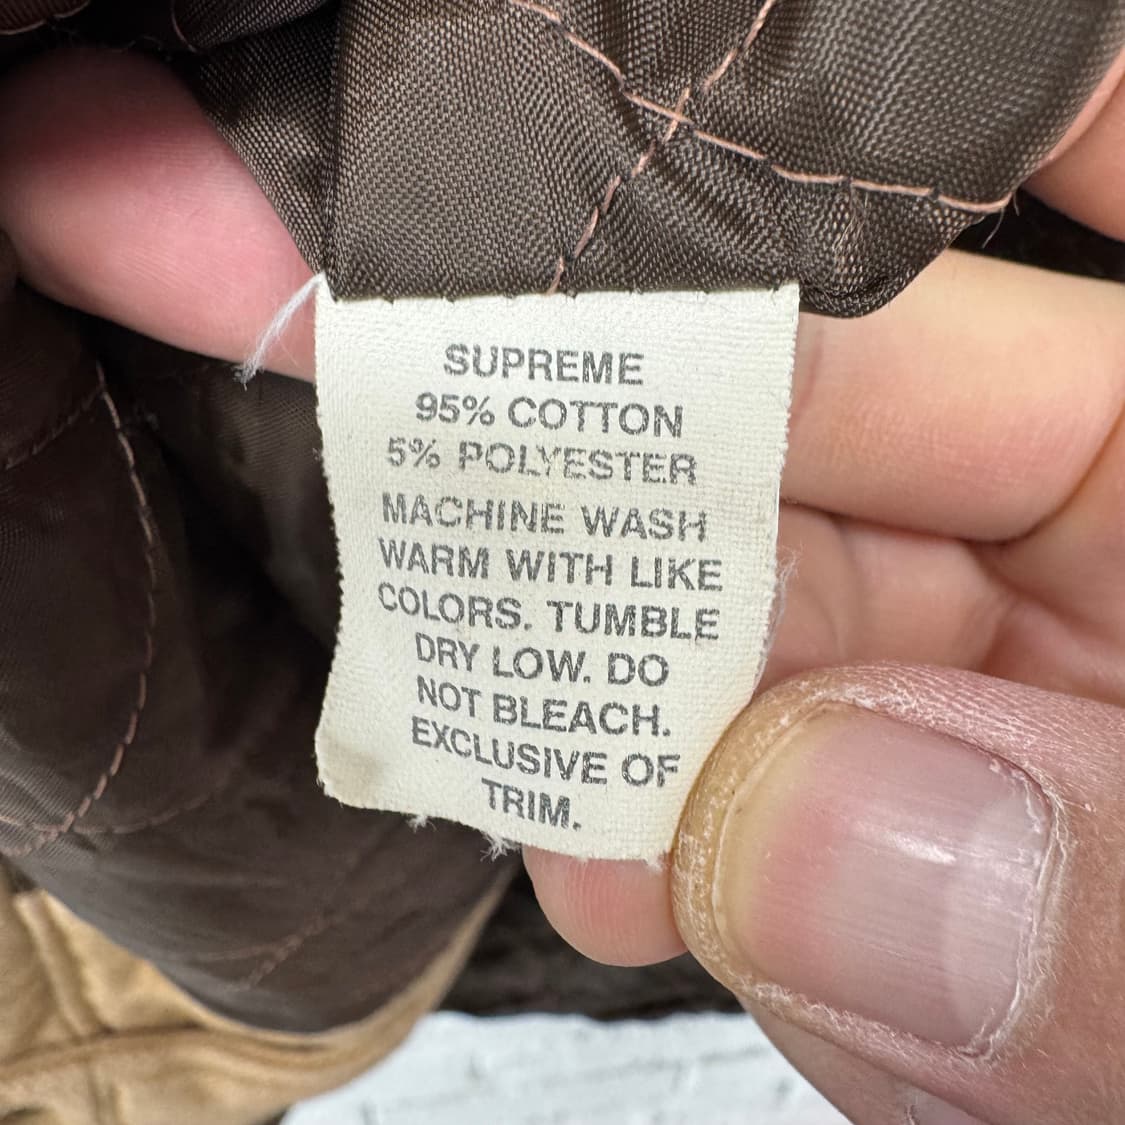 SUPREME
95% COTTON
5% POLYESTER
MACHINE WASH
WARM WITH LIKE
COLORS. TUMBLE
DRY LOW. DO
NOT BLEACH.
EXCLUSIVE OF
TRIM.